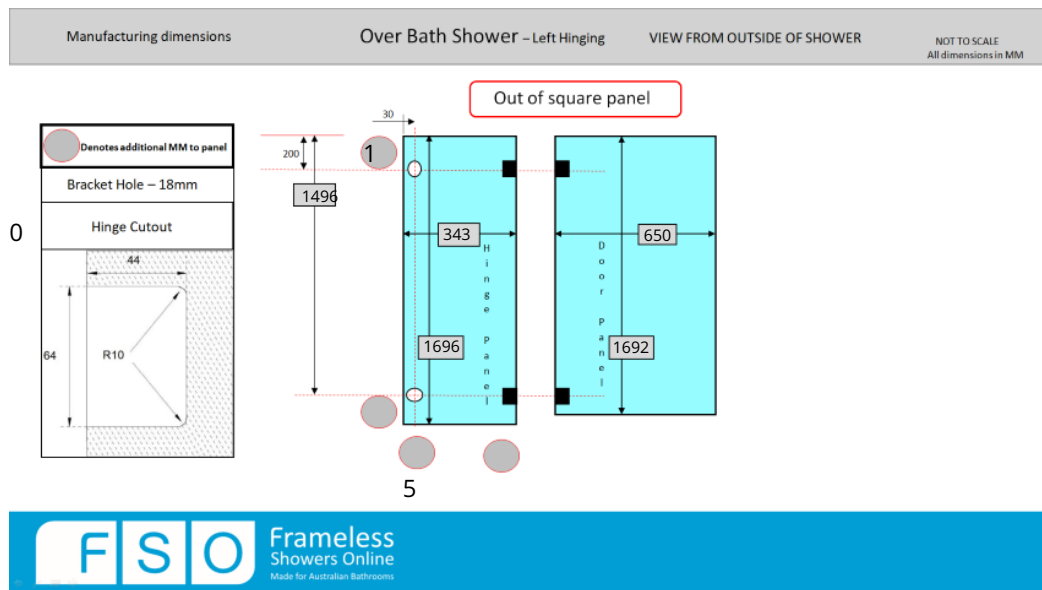 Manufacturing dimensions
Over Bath Shower – Left Hinging
VIEW FROM OUTSIDE OF SHOWER
NOT TO SCALE
All dimensions in MM
Out of square panel
Denotes additional MM to panel
Bracket Hole – 18mm
Hinge Cutout
0
44
64
R10
30
200
1
1496
343
Hinge Panel
1696
650
Door Panel
1692
5
FSO
Frameless
Showers Online
Made for Australian Bathrooms